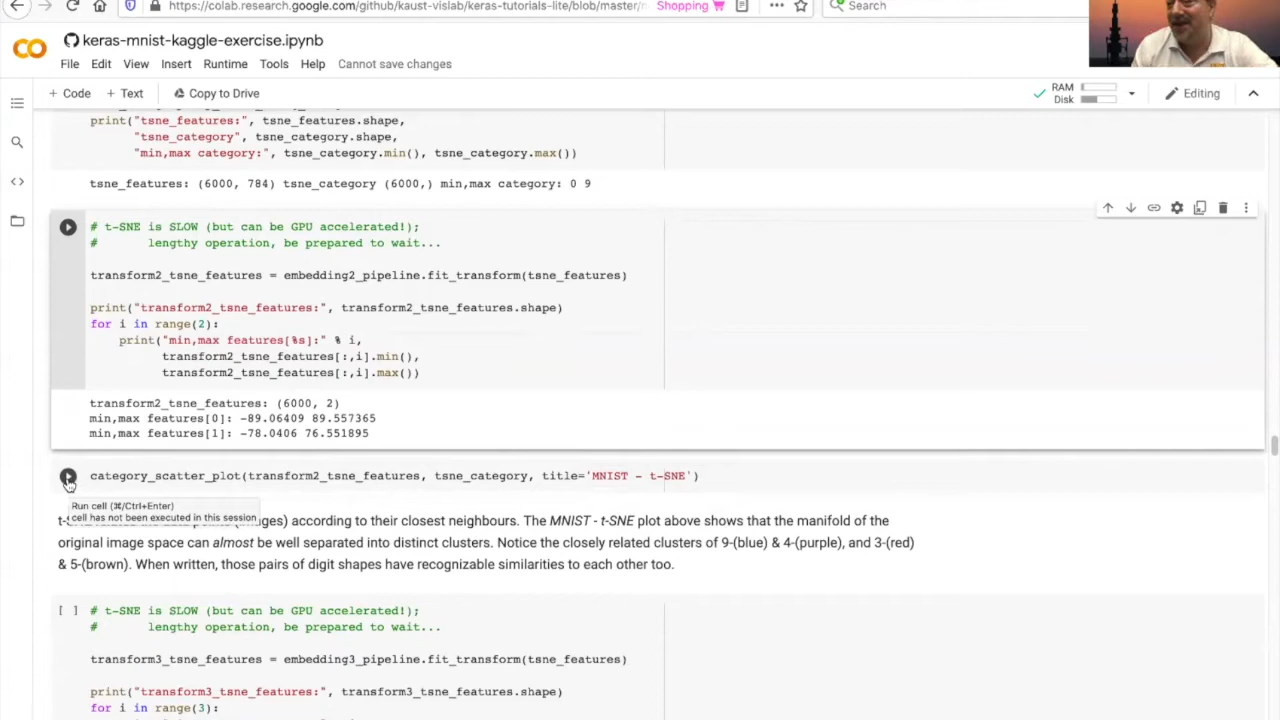 https://colab.research.google.com/github/kaust-vislab/keras-tutorials-lite/blob/master/n
Shopping
Search
keras-mnist-kaggle-exercise.ipynb
File Edit View Insert Runtime Tools Help Cannot save changes
+ Code + Text Copy to Drive
RAM
Disk
Editing
print("tsne_features:", tsne_features.shape,
"tsne_category", tsne_category.shape,
"min,max category:", tsne_category.min(), tsne_category.max())
tsne_features: (6000, 784) tsne_category (6000,) min,max category: 0 9
# t-SNE is SLOW (but can be GPU accelerated!);
# lengthy operation, be prepared to wait...
transform2_tsne_features = embedding2_pipeline.fit_transform(tsne_features)
print("transform2_tsne_features:", transform2_tsne_features.shape)
for i in range(2):
print("min,max features[%s]:" % i,
transform2_tsne_features[:,i].min(),
transform2_tsne_features[:,i].max())
transform2_tsne_features: (6000, 2)
min,max features[0]: -89.06409 89.557365
min,max features[1]: -78.0406 76.551895
category_scatter_plot(transform2_tsne_features, tsne_category, title='MNIST - t-SNE')
Run cell (⌘/Ctrl+Enter)
cell has not been executed in this session
according to their closest neighbours. The MNIST - t-SNE plot above shows that the manifold of the
original image space can almost be well separated into distinct clusters. Notice the closely related clusters of 9-(blue) & 4-(purple), and 3-(red)
& 5-(brown). When written, those pairs of digit shapes have recognizable similarities to each other too.
[ ] # t-SNE is SLOW (but can be GPU accelerated!);
# lengthy operation, be prepared to wait...
transform3_tsne_features = embedding3_pipeline.fit_transform(tsne_features)
print("transform3_tsne_features:", transform3_tsne_features.shape)
for i in range(3):